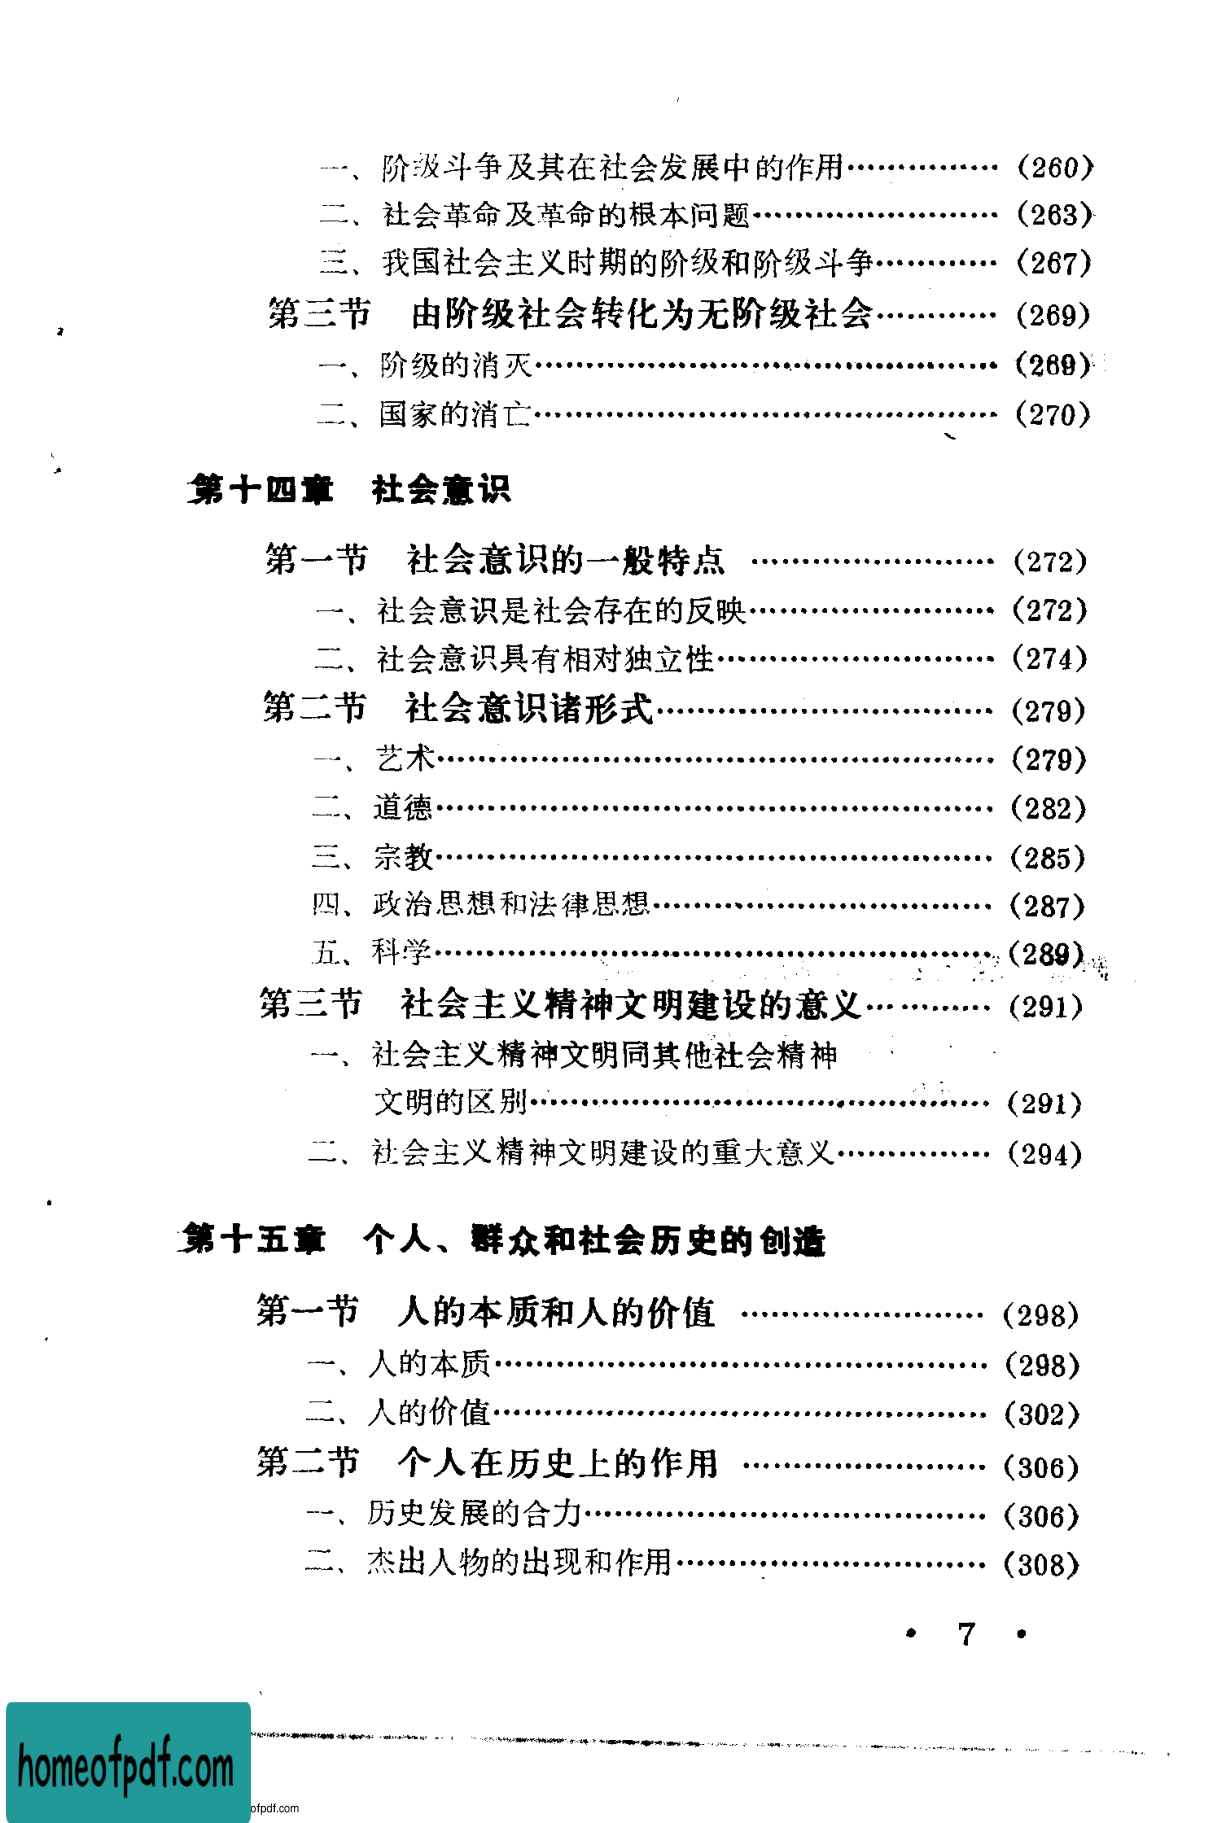 一、阶级斗争及其在社会发展中的作用…………… (260)
二、社会革命及革命的根本问题…………………… (263)
三、我国社会主义时期的阶级和阶级斗争………… (267)
第三节 由阶级社会转化为无阶级社会………… (269)
一、阶级的消灭……………………………………… (269)
二、国家的消亡……………………………………… (270)
第十四章 社会意识
第一节 社会意识的一般特点 …………………… (272)
一、社会意识是社会存在的反映…………………… (272)
二、社会意识具有相对独立性……………………… (274)
第二节 社会意识诸形式…………………………… (279)
一、艺术……………………………………………… (279)
二、道德……………………………………………… (282)
三、宗教……………………………………………… (285)
四、政治思想和法律思想…………………………… (287)
五、科学……………………………………………… (289)
第三节 社会主义精神文明建设的意义………… (291)
一、社会主义精神文明同其他社会精神
文明的区别……………………………………… (291)
二、社会主义精神文明建设的重大意义…………… (294)
第十五章 个人、群众和社会历史的创造
第一节 人的本质和人的价值 …………………… (298)
一、人的本质………………………………………… (298)
二、人的价值………………………………………… (302)
第二节 个人在历史上的作用 …………………… (306)
一、历史发展的合力………………………………… (306)
二、杰出人物的出现和作用………………………… (308)
• 7 •
homeofpdf.com
ofpdf.com